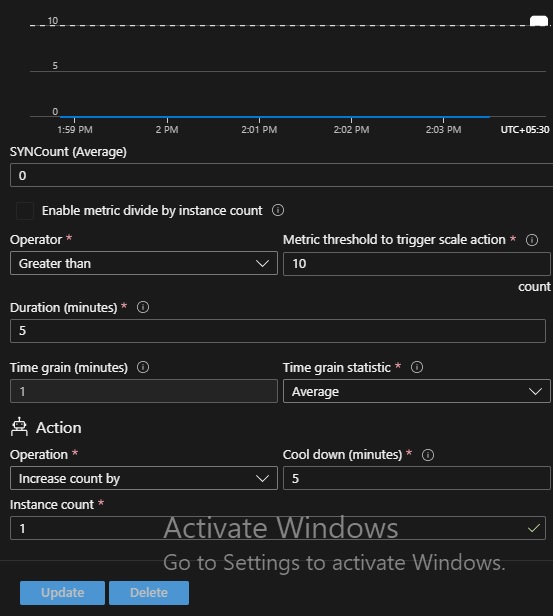 10
5
0
1:59 PM 2 PM 2:01 PM 2:02 PM 2:03 PM UTC+05:30
SYNCount (Average)
0
Enable metric divide by instance count
Operator * Metric threshold to trigger scale action *
Greater than 10
count
Duration (minutes) *
5
Time grain (minutes) Time grain statistic *
1 Average
Action
Operation * Cool down (minutes) *
Increase count by 5
Instance count *
1
Activate Windows
Go to Settings to activate Windows.
Update Delete